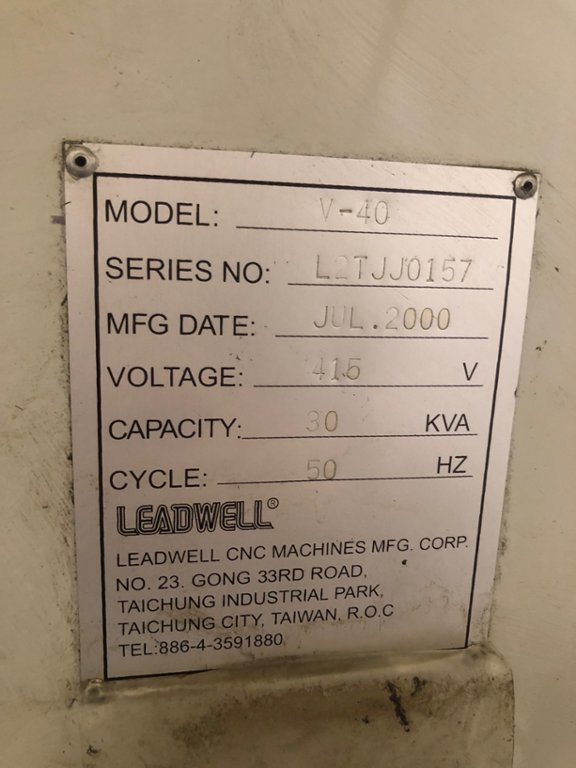 MODEL: V-40
SERIES NO: L2TJJ0157
MFG DATE: JUL.2000
VOLTAGE: 415 V
CAPACITY: 30 KVA
CYCLE: 50 HZ
LEADWELL®
LEADWELL CNC MACHINES MFG. CORP.
NO. 23. GONG 33RD ROAD,
TAICHUNG INDUSTRIAL PARK,
TAICHUNG CITY, TAIWAN, R.O.C
TEL:886-4-3591880